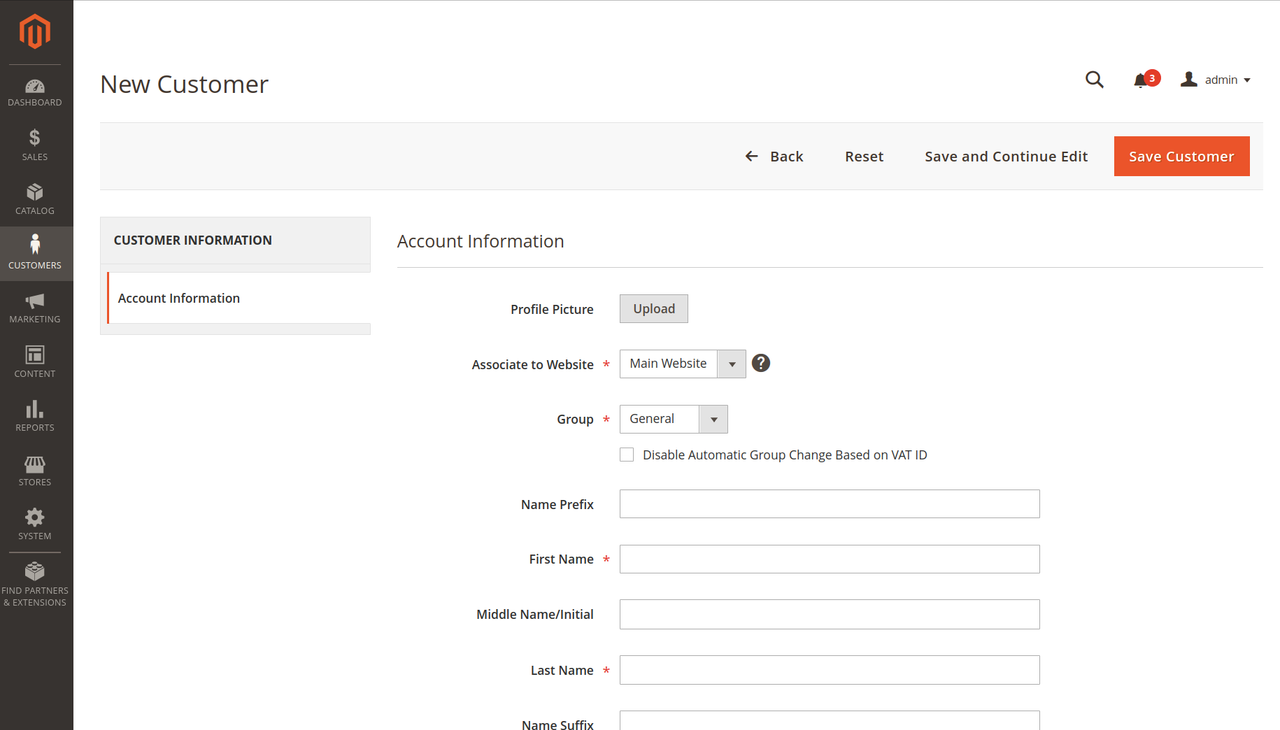 New Customer
3
admin
DASHBOARD
SALES
CATALOG
CUSTOMERS
MARKETING
CONTENT
REPORTS
STORES
SYSTEM
FIND PARTNERS
& EXTENSIONS
Back
Reset
Save and Continue Edit
Save Customer
CUSTOMER INFORMATION
Account Information
Account Information
Profile Picture
Upload
Associate to Website *
Main Website
?
Group *
General
Disable Automatic Group Change Based on VAT ID
Name Prefix
First Name *
Middle Name/Initial
Last Name *
Name Suffix